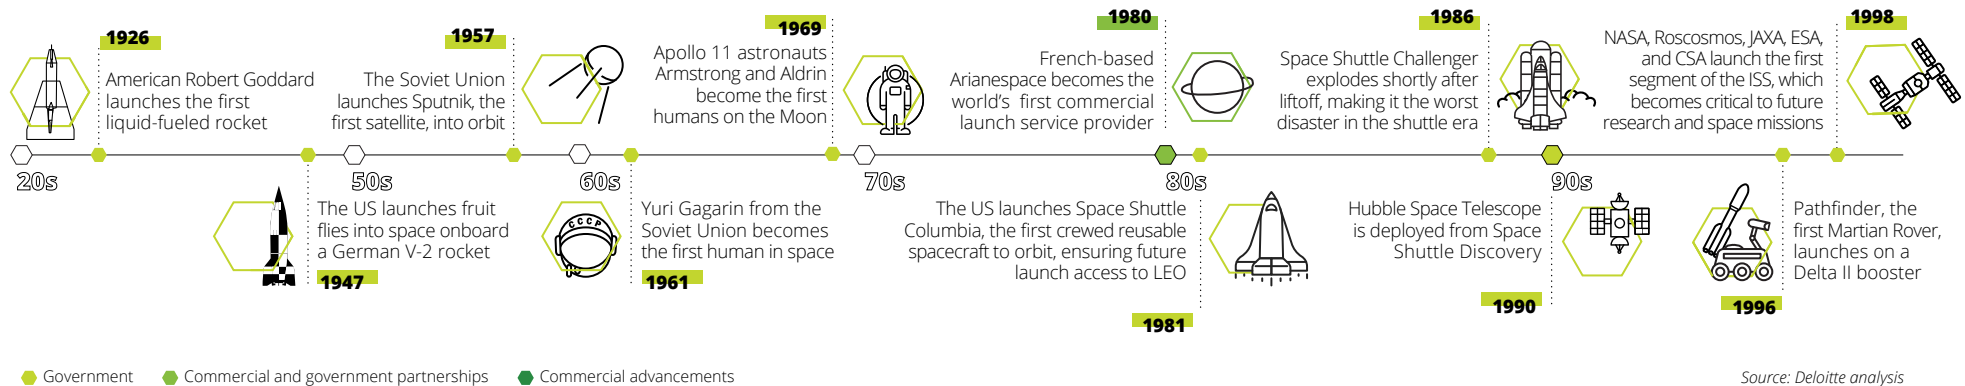 1926
American Robert Goddard
launches the first
liquid-fueled rocket
20s
The US launches fruit
flies into space onboard
a German V-2 rocket
1947
1957
The Soviet Union
launches Sputnik, the
first satellite, into orbit
50s
CCCP
Yuri Gagarin from the
Soviet Union becomes
the first human in space
1961
60s
1969
Apollo 11 astronauts
Armstrong and Aldrin
become the first
humans on the Moon
70s
1980
French-based
Arianespace becomes the
world's first commercial
launch service provider
80s
The US launches Space Shuttle
Columbia, the first crewed reusable
spacecraft to orbit, ensuring future
launch access to LEO
1981
1986
Space Shuttle Challenger
explodes shortly after
liftoff, making it the worst
disaster in the shuttle era
90s
Hubble Space Telescope
is deployed from Space
Shuttle Discovery
1990
Pathfinder, the
first Martian Rover,
launches on a
Delta II booster
1996
1998
NASA, Roscosmos, JAXA, ESA,
and CSA launch the first
segment of the ISS, which
becomes critical to future
research and space missions
Government
Commercial and government partnerships
Commercial advancements
Source: Deloitte analysis